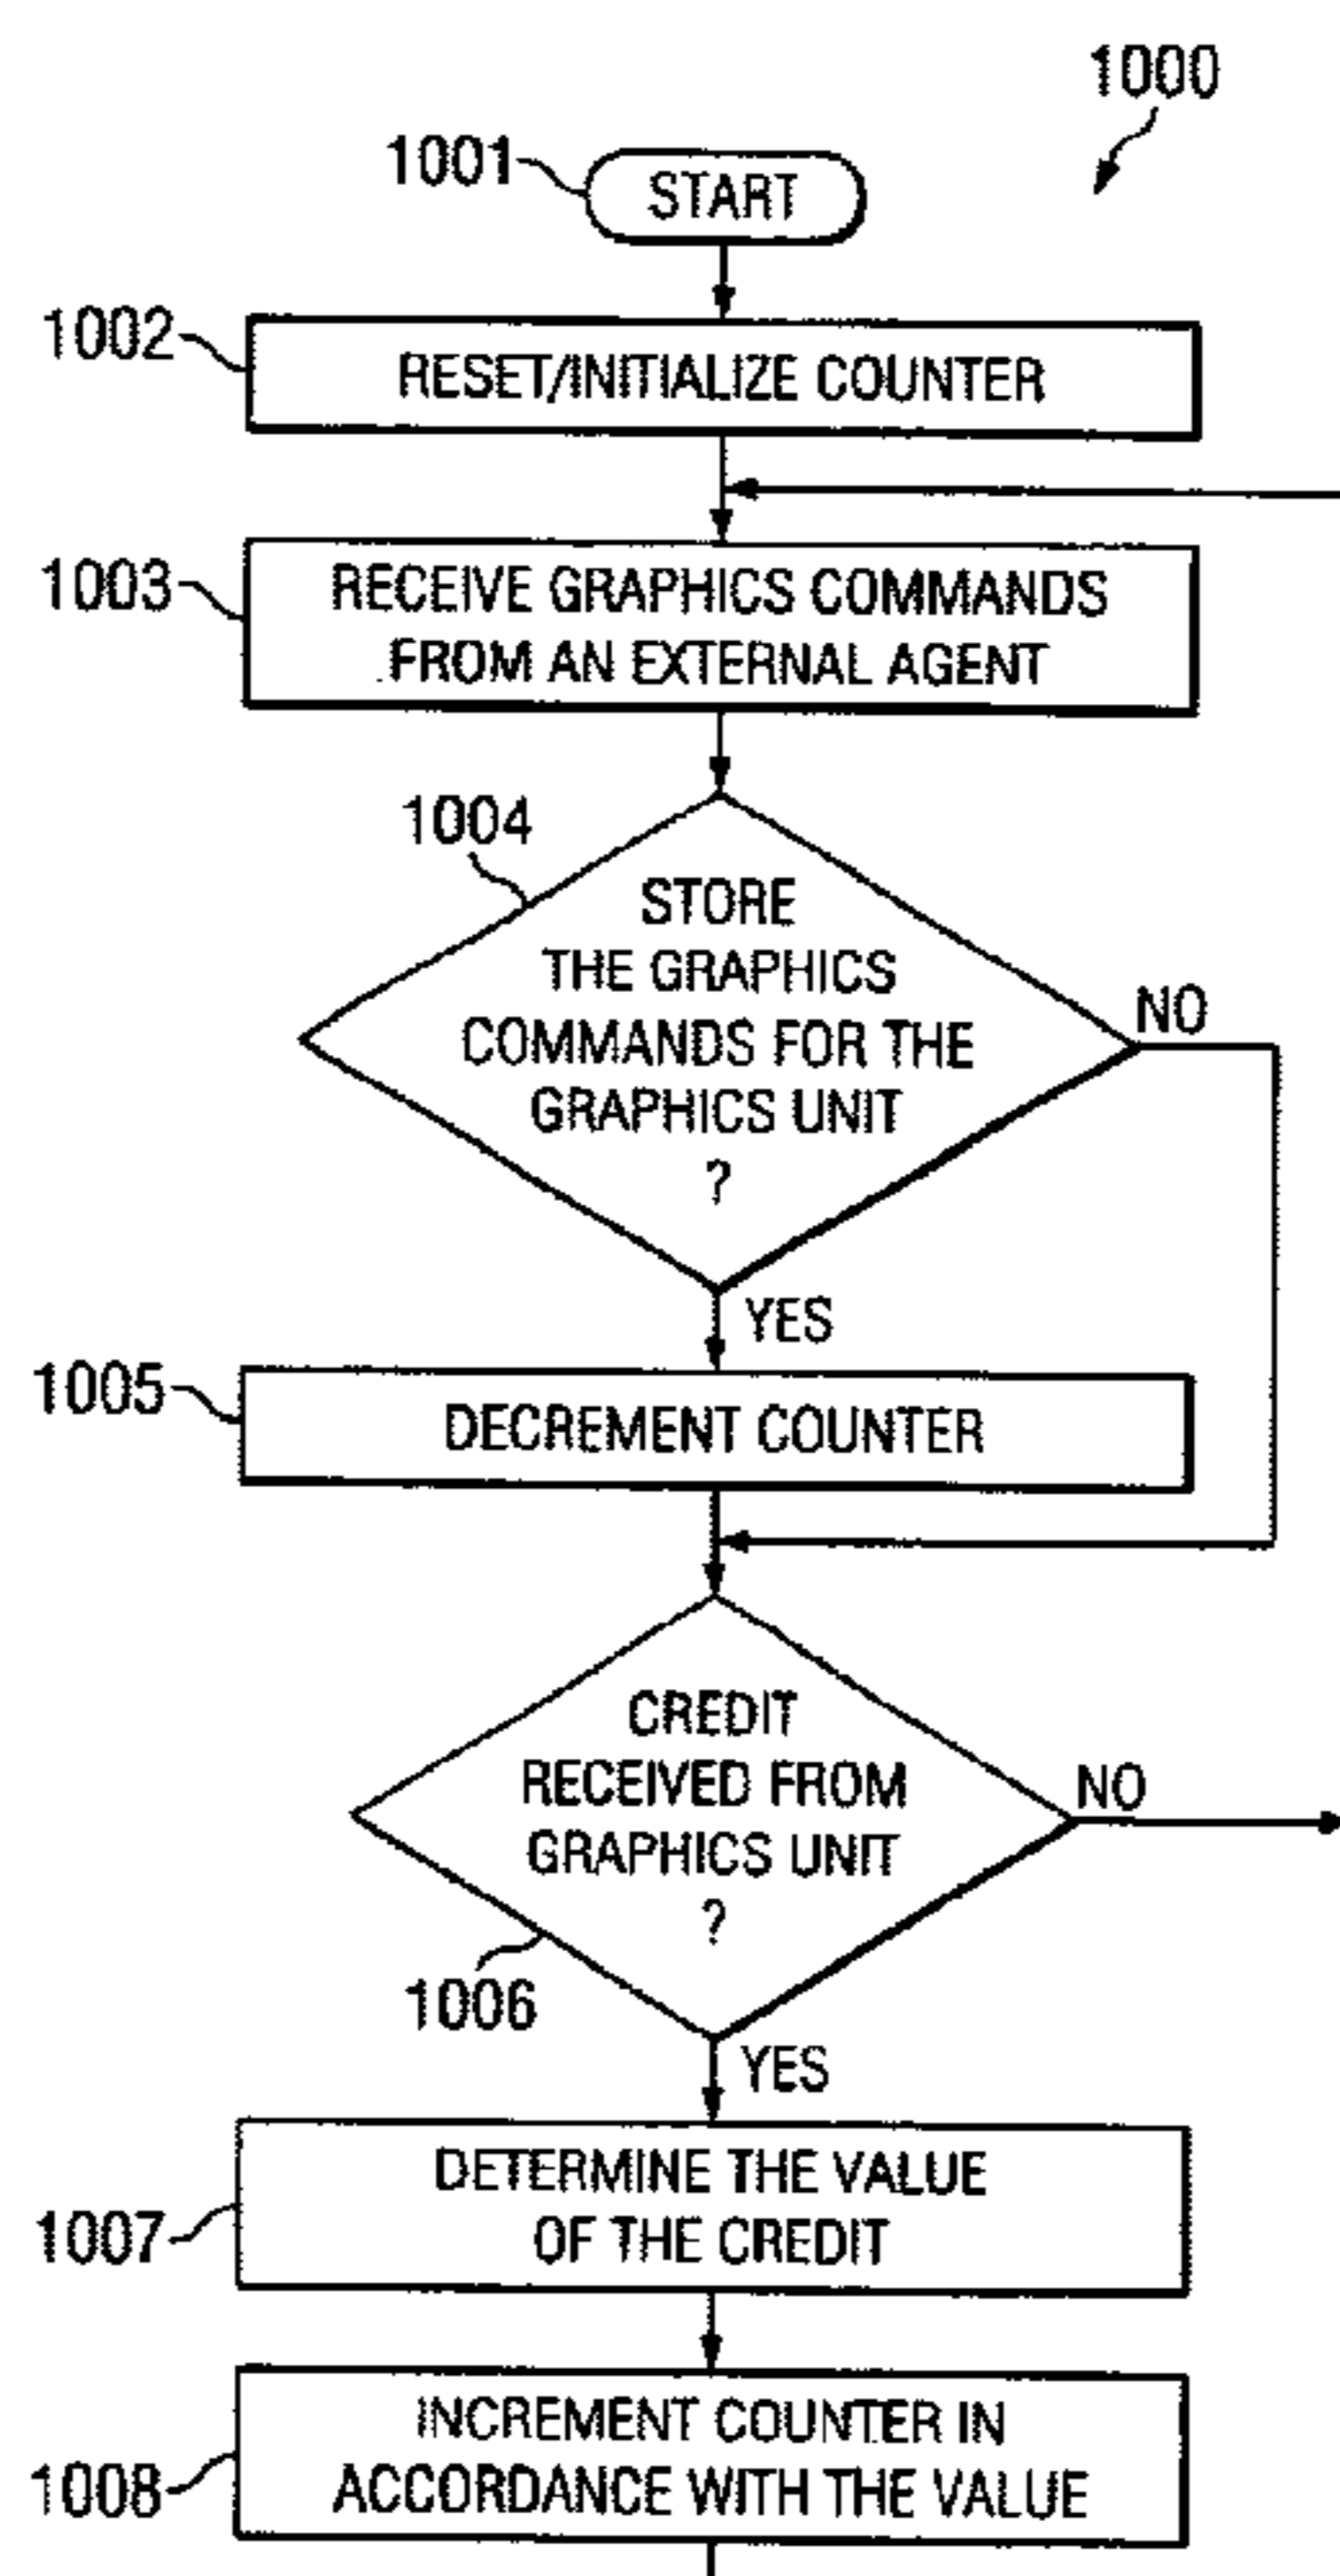 1000
1001
START
1002
RESET/INITIALIZE COUNTER
1003
RECEIVE GRAPHICS COMMANDS
FROM AN EXTERNAL AGENT
1004
STORE
THE GRAPHICS
COMMANDS FOR THE
GRAPHICS UNIT
?
NO
YES
1005
DECREMENT COUNTER
CREDIT
RECEIVED FROM
GRAPHICS UNIT
?
NO
1006
YES
1007
DETERMINE THE VALUE
OF THE CREDIT
1008
INCREMENT COUNTER IN
ACCORDANCE WITH THE VALUE